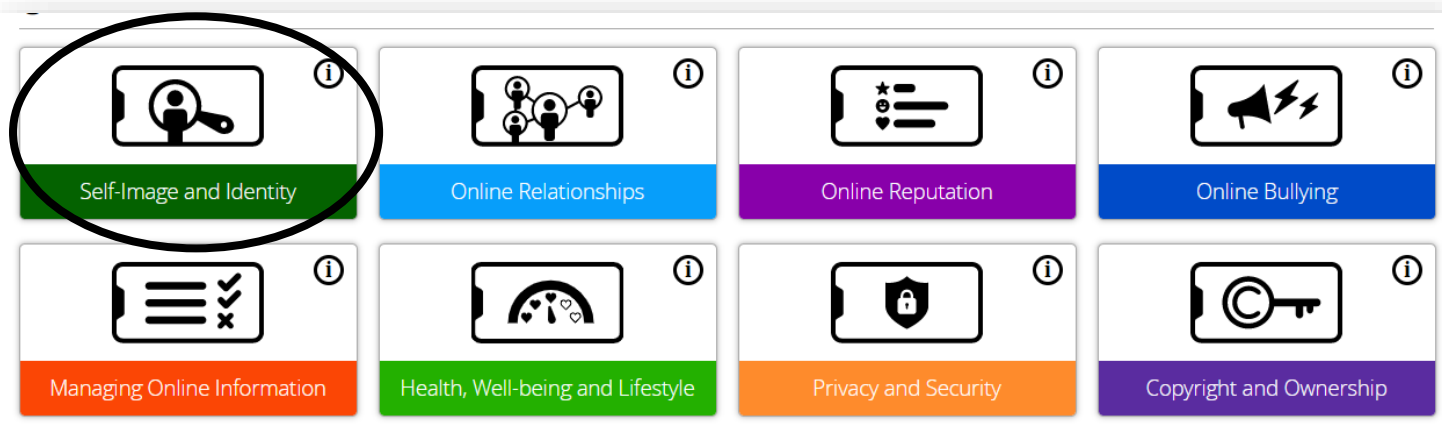 Self-Image and Identity
Online Relationships
Online Reputation
Online Bullying
Managing Online Information
Health, Well-being and Lifestyle
Privacy and Security
Copyright and Ownership